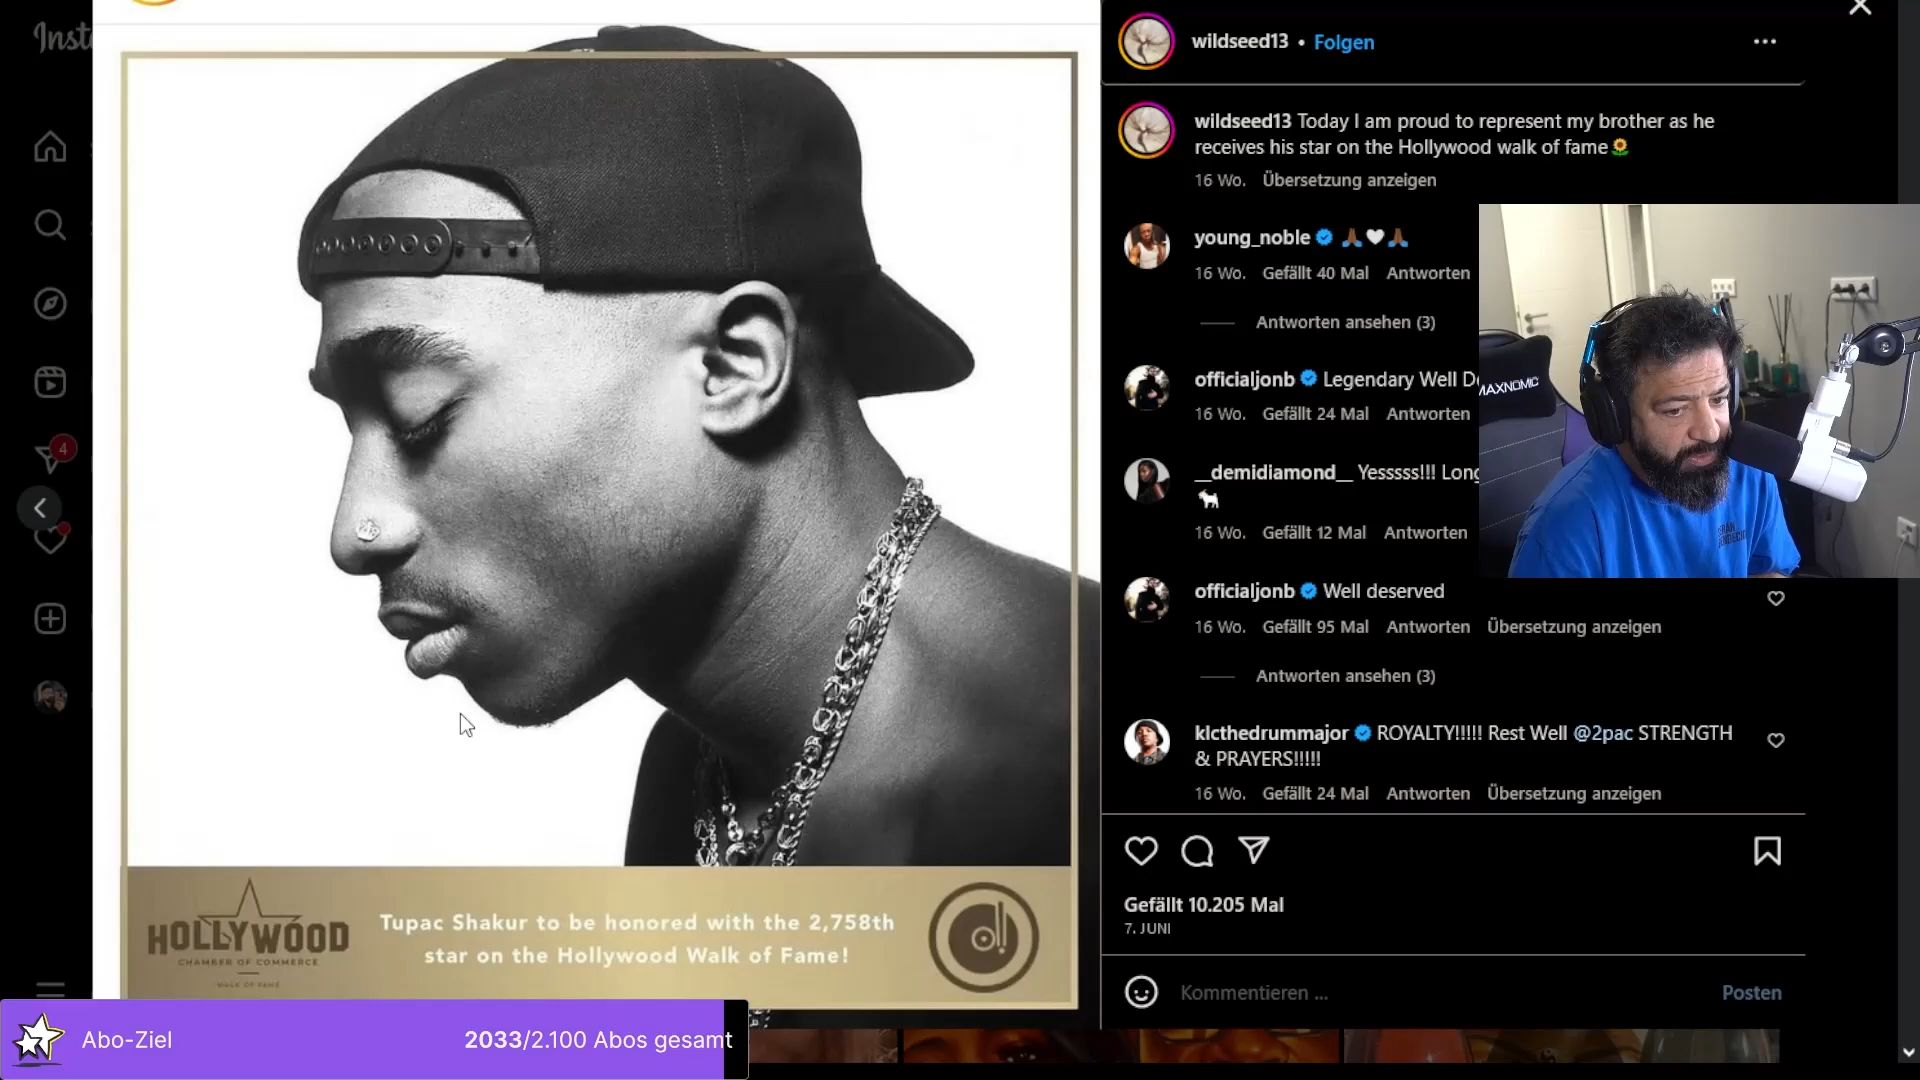 Inst
wildseed13 • Folgen
wildseed13 Today I am proud to represent my brother as he
receives his star on the Hollywood walk of fame🌻
16 Wo. Übersetzung anzeigen
young_noble 🙏🏾🤍🙏🏾
16 Wo. Gefällt 40 Mal Antworten
Antworten ansehen (3)
officialjonb Legendary Well
16 Wo. Gefällt 24 Mal Antworten
__demidiamond__ Yesssss!!! Long
🐐
16 Wo. Gefällt 12 Mal Antworten
officialjonb Well deserved
16 Wo. Gefällt 95 Mal Antworten Übersetzung anzeigen
Antworten ansehen (3)
klcthedrummajor ROYALTY!!!!! Rest Well @2pac STRENGTH
& PRAYERS!!!!!
16 Wo. Gefällt 24 Mal Antworten Übersetzung anzeigen
Gefällt 10.205 Mal
7. JUNI
Kommentieren ...
Posten
4
MAXNOMIC
HOLLYWOOD
CHAMBER OF COMMERCE
WALK OF FAME
Tupac Shakur to be honored with the 2,758th
star on the Hollywood Walk of Fame!
Abo-Ziel
2033/2.100 Abos gesamt